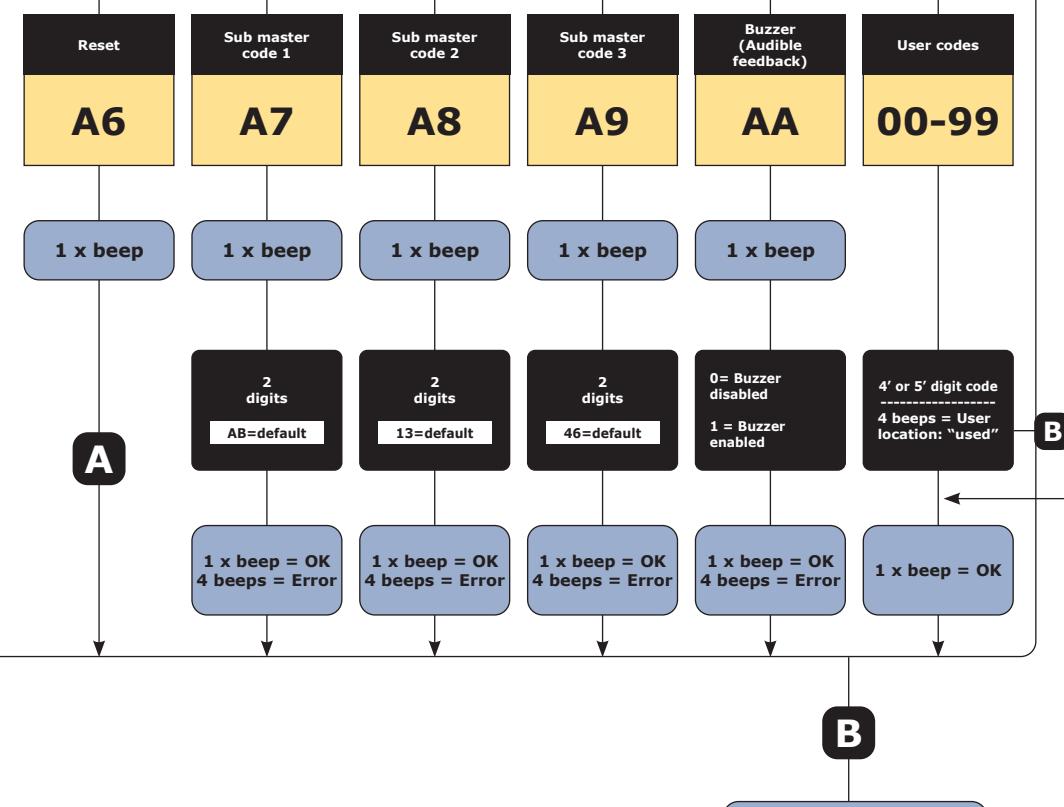 Reset
Sub master
code 1
Sub master
code 2
Sub master
code 3
Buzzer
(Audible
feedback)
User codes
A6
A7
A8
A9
AA
00-99
1 x beep
1 x beep
1 x beep
1 x beep
1 x beep
2
digits
AB=default
2
digits
13=default
2
digits
46=default
0= Buzzer
disabled
1 = Buzzer
enabled
4’ or 5’ digit code
------------------
4 beeps = User
location: “used”
A
B
1 x beep = OK
4 beeps = Error
1 x beep = OK
4 beeps = Error
1 x beep = OK
4 beeps = Error
1 x beep = OK
4 beeps = Error
1 x beep = OK
B